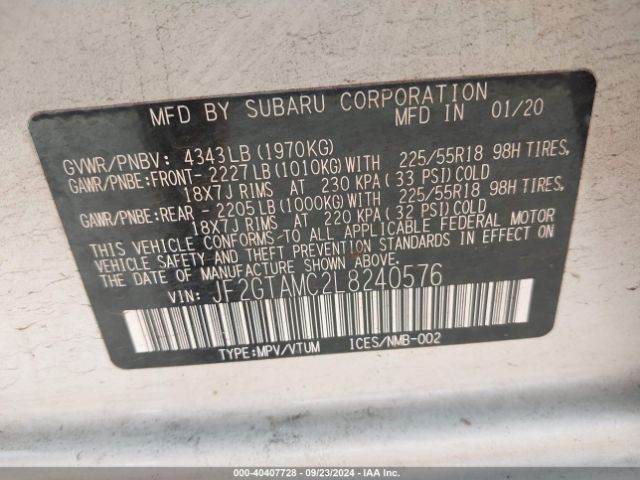 MFD BY SUBARU CORPORATION
MFD IN 01/20
GVWR/PNBV: 4343LB(1970KG)
GAWR/PNBE:FRONT- 2227LB(1010KG)WITH 225/55R18 98H TIRES,
18X7J RIMS AT 230 KPA(33 PSI)COLD
GAWR/PNBE:REAR - 2205LB(1000KG)WITH 225/55R18 98H TIRES,
18X7J RIMS AT 220 KPA(32 PSI)COLD
THIS VEHICLE CONFORMS TO ALL APPLICABLE FEDERAL MOTOR
VEHICLE SAFETY AND THEFT PREVENTION STANDARDS IN EFFECT ON
THE DATE OF MANUFACTURE SHOWN ABOVE.
VIN: JF2GTAMC2L8240576
TYPE:MPV/VTUM ICES/NMB-002
000-40407728 - 09/23/2024 - IAA Inc.